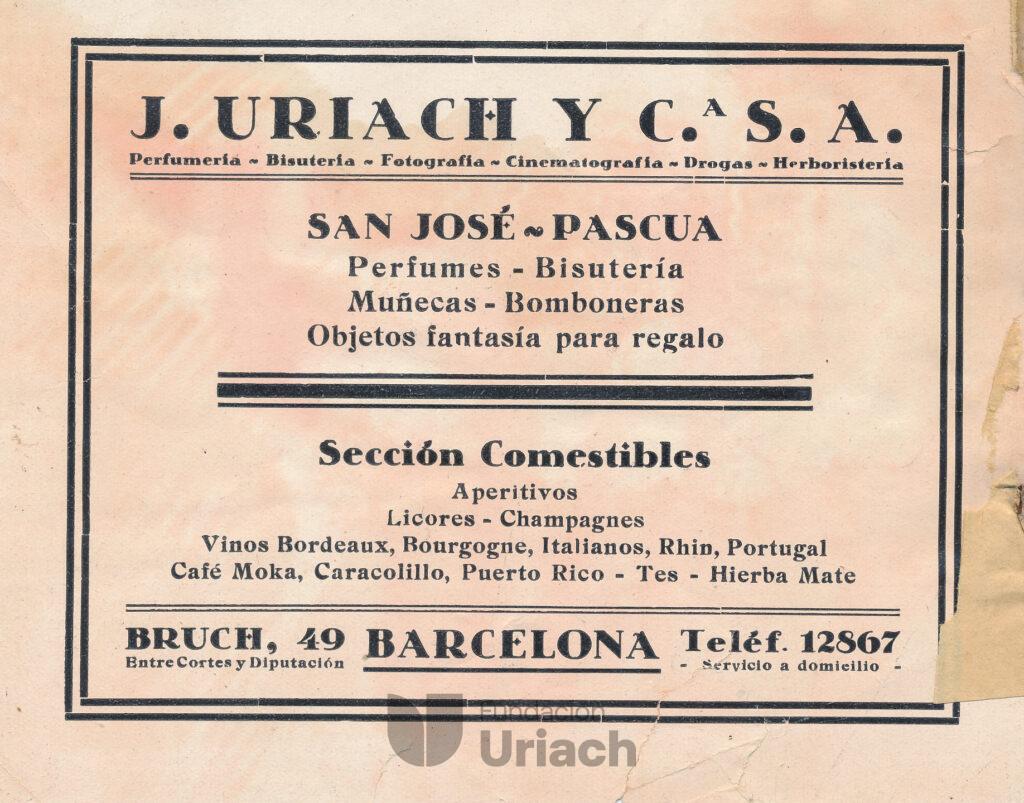 J. URIACH Y C.ᴬ S. A.
Perfumería ~ Bisutería ~ Fotografía ~ Cinematografía ~ Drogas ~ Herboristería
SAN JOSÉ ~ PASCUA
Perfumes - Bisutería
Muñecas - Bomboneras
Objetos fantasía para regalo
Sección Comestibles
Aperitivos
Licores - Champagnes
Vinos Bordeaux, Bourgogne, Italianos, Rhin, Portugal
Café Moka, Caracolillo, Puerto Rico - Tes - Hierba Mate
BRUCH, 49 BARCELONA Teléf. 12867
Entre Cortes y Diputación - Servicio a domicilio -
Fundación
Uriach